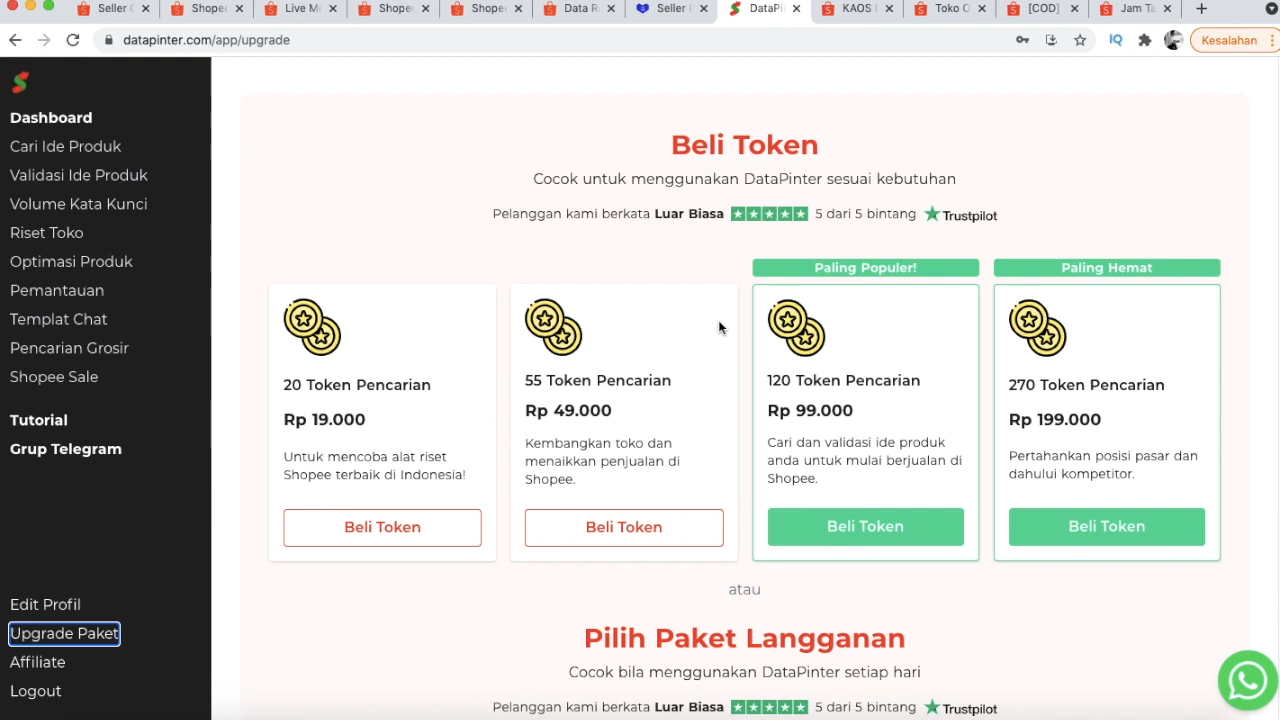 Seller C
Shopee
Live M
Shopee
Shopee
Data R
Seller C
DataPin
KAOS
Toko O
[COD]
Jam Ta
datapinter.com/app/upgrade
IQ
Kesalahan
Dashboard
Cari Ide Produk
Validasi Ide Produk
Volume Kata Kunci
Riset Toko
Optimasi Produk
Pemantauan
Templat Chat
Pencarian Grosir
Shopee Sale
Tutorial
Grup Telegram
Edit Profil
Upgrade Paket
Affiliate
Logout
Beli Token
Cocok untuk menggunakan DataPinter sesuai kebutuhan
Pelanggan kami berkata Luar Biasa 5 dari 5 bintang Trustpilot
20 Token Pencarian
Rp 19.000
Untuk mencoba alat riset
Shopee terbaik di Indonesia!
Beli Token
55 Token Pencarian
Rp 49.000
Kembangkan toko dan
menaikkan penjualan di
Shopee.
Beli Token
Paling Populer!
120 Token Pencarian
Rp 99.000
Cari dan validasi ide produk
anda untuk mulai berjualan di
Shopee.
Beli Token
Paling Hemat
270 Token Pencarian
Rp 199.000
Pertahankan posisi pasar dan
dahului kompetitor.
Beli Token
atau
Pilih Paket Langganan
Cocok bila menggunakan DataPinter setiap hari
Pelanggan kami berkata Luar Biasa 5 dari 5 bintang Trustpilot